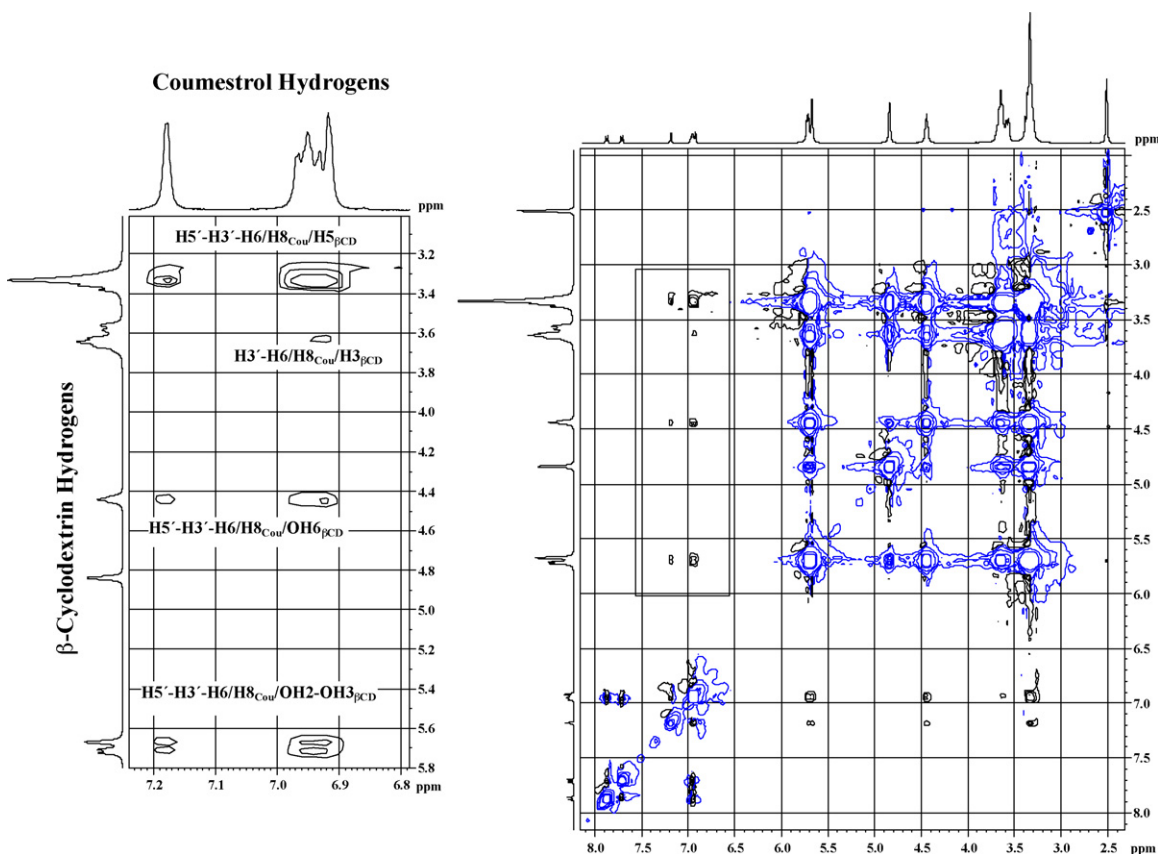 Coumestrol Hydrogens
ppm
H5´-H3´-H6/H8Cou/H5βCD
3.2
3.4
3.6
H3´-H6/H8Cou/H3βCD
3.8
4.0
4.2
4.4
H5´-H3´-H6/H8Cou/OH6βCD
4.6
4.8
5.0
5.2
H5´-H3´-H6/H8Cou/OH2-OH3βCD
5.4
5.6
5.8
7.2 7.1 7.0 6.9 6.8 ppm
β-Cyclodextrin Hydrogens
ppm
2.5
3.0
3.5
4.0
4.5
5.0
5.5
6.0
6.5
7.0
7.5
8.0
8.0 7.5 7.0 6.5 6.0 5.5 5.0 4.5 4.0 3.5 3.0 2.5 ppm